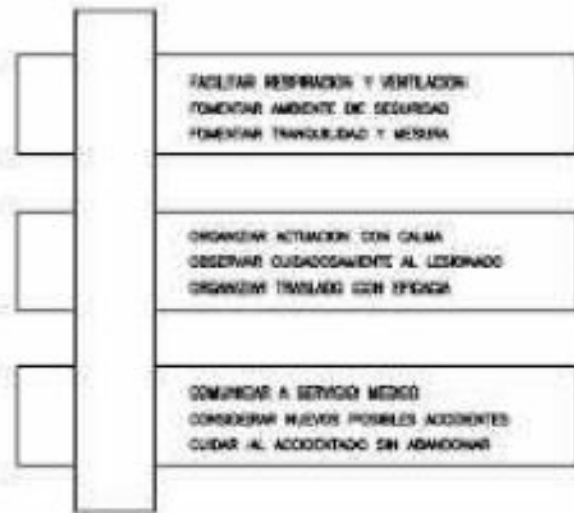 FACILITAR RESPIRACION Y VENTILACION
FOMENTAR AMBIENTE DE SEGURIDAD
FOMENTAR TRANQUILIDAD Y MESURA
ORGANIZAR ACTUACION CON CALMA
OBSERVAR CUIDADOSAMENTE AL LESIONADO
ORGANIZAR TRASLADO CON EFICACIA
COMUNICAR A SERVICIO MEDICO
CONSIDERAR NUEVOS POSIBLES ACCIDENTES
CUIDAR AL ACCIDENTADO SIN ABANDONAR